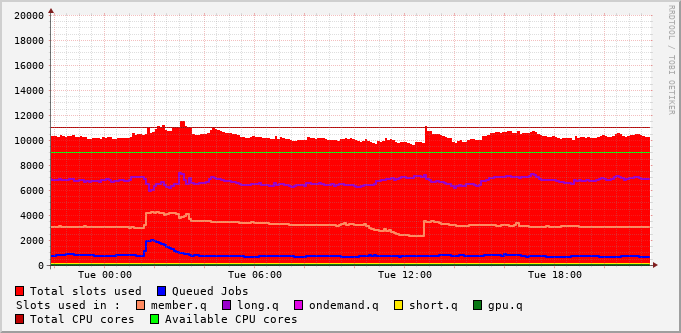 20000
18000
16000
14000
12000
10000
8000
6000
4000
2000
0
Tue 00:00 Tue 06:00 Tue 12:00 Tue 18:00
Total slots used Queued Jobs
Slots used in : member.q long.q ondemand.q short.q gpu.q
Total CPU cores Available CPU cores
RRDTOOL / TOBI OETIKER